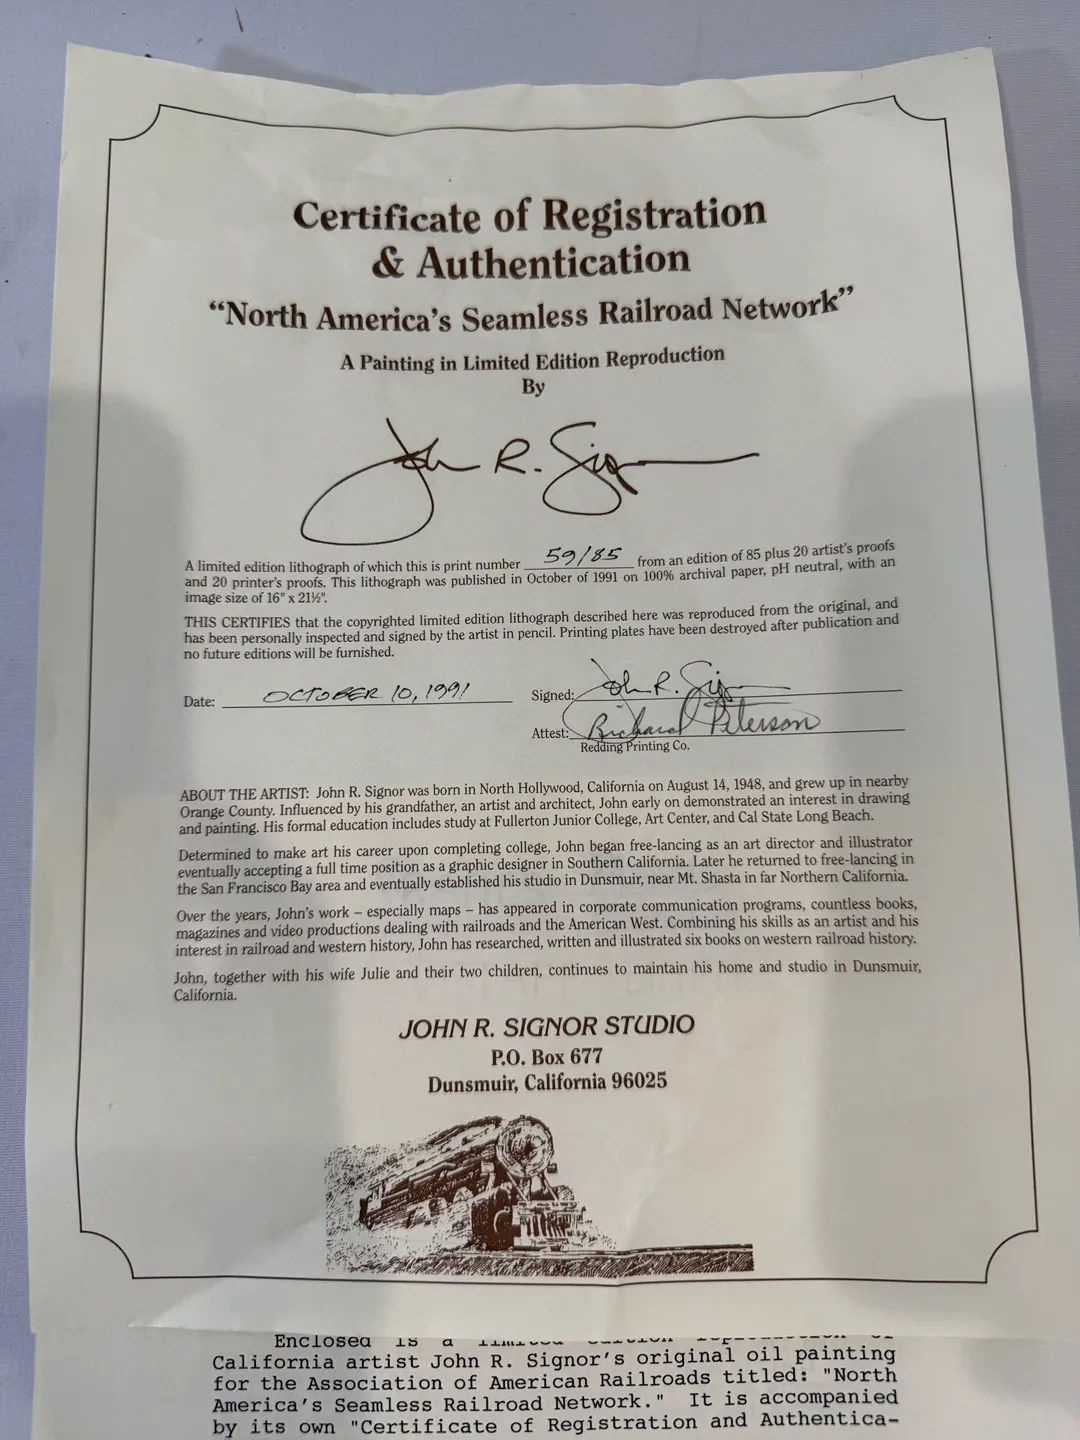 Certificate of Registration
& Authentication
“North America's Seamless Railroad Network”
A Painting in Limited Edition Reproduction
By
John R. Signor
A limited edition lithograph of which this is print number 59/85 from an edition of 85 plus 20 artist's proofs
and 20 printer's proofs. This lithograph was published in October of 1991 on 100% archival paper, pH neutral, with an
image size of 16" x 21½".
THIS CERTIFIES that the copyrighted limited edition lithograph described here was reproduced from the original, and
has been personally inspected and signed by the artist in pencil. Printing plates have been destroyed after publication and
no future editions will be furnished.
Date: OCTOBER 10, 1991 Signed: John R. Signor
Attest: Richard Peterson
Redding Printing Co.
ABOUT THE ARTIST: John R. Signor was born in North Hollywood, California on August 14, 1948, and grew up in nearby
Orange County. Influenced by his grandfather, an artist and architect, John early on demonstrated an interest in drawing
and painting. His formal education includes study at Fullerton Junior College, Art Center, and Cal State Long Beach.
Determined to make art his career upon completing college, John began free-lancing as an art director and illustrator
eventually accepting a full time position as a graphic designer in Southern California. Later he returned to free-lancing in
the San Francisco Bay area and eventually established his studio in Dunsmuir, near Mt. Shasta in far Northern California.
Over the years, John's work – especially maps – has appeared in corporate communication programs, countless books,
magazines and video productions dealing with railroads and the American West. Combining his skills as an artist and his
interest in railroad and western history, John has researched, written and illustrated six books on western railroad history.
John, together with his wife Julie and their two children, continues to maintain his home and studio in Dunsmuir,
California.
JOHN R. SIGNOR STUDIO
P.O. Box 677
Dunsmuir, California 96025
Enclosed is a limited edition reproduction of
California artist John R. Signor's original oil painting
for the Association of American Railroads titled: "North
America's Seamless Railroad Network." It is accompanied
by its own "Certificate of Registration and Authentica-